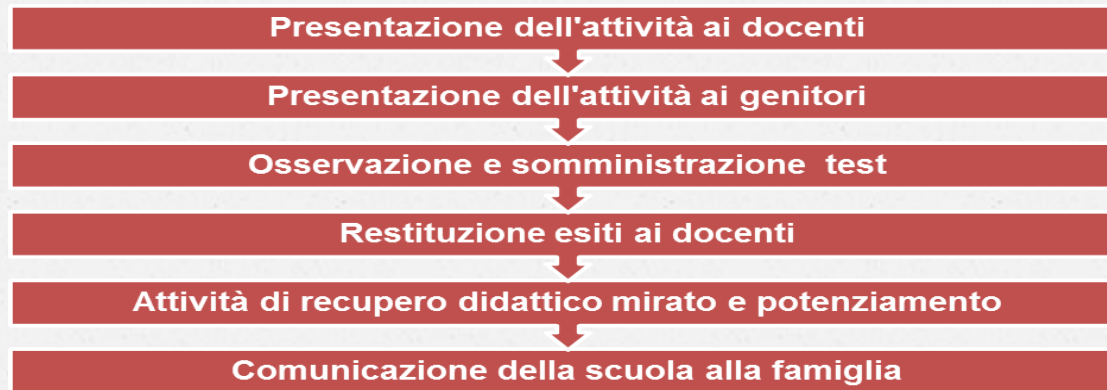 Presentazione dell'attività ai docenti
Presentazione dell'attività ai genitori
Osservazione e somministrazione test
Restituzione esiti ai docenti
Attività di recupero didattico mirato e potenziamento
Comunicazione della scuola alla famiglia